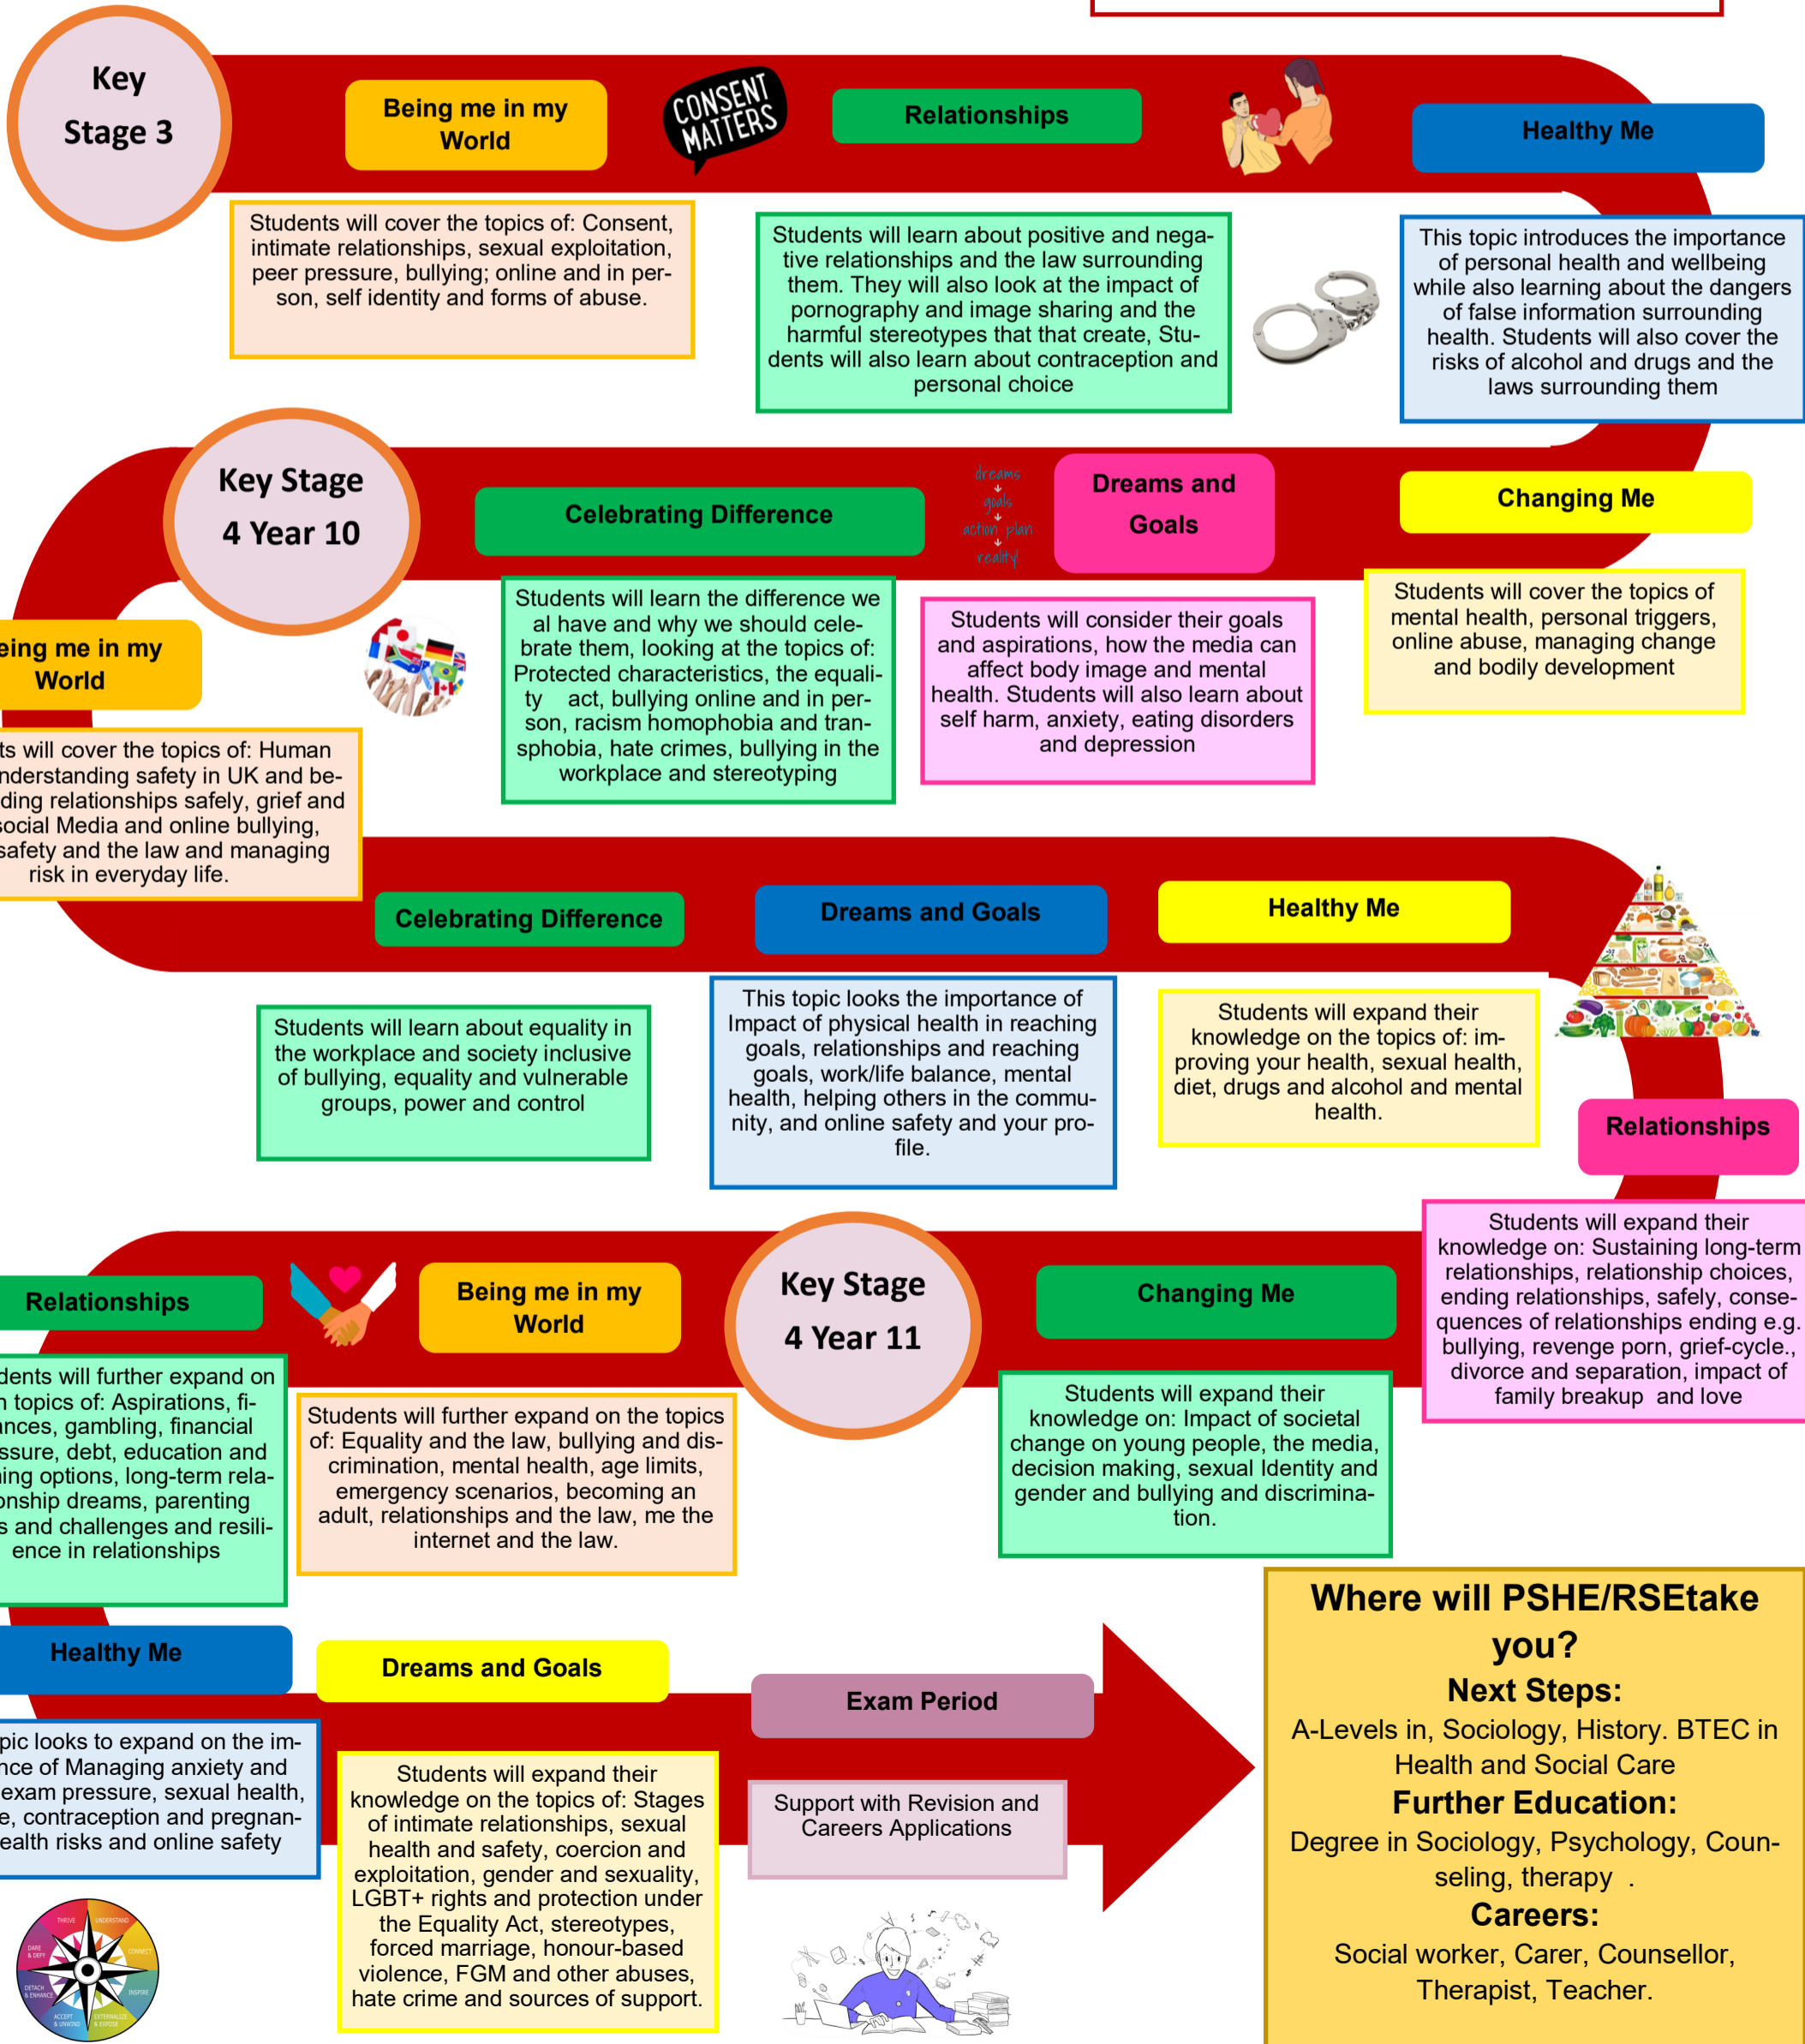 Key
Stage 3
Being me in my
World
CONSENT
MATTERS
Relationships
Healthy Me
Students will cover the topics of: Consent,
intimate relationships, sexual exploitation,
peer pressure, bullying; online and in per-
son, self identity and forms of abuse.
Students will learn about positive and nega-
tive relationships and the law surrounding
them. They will also look at the impact of
pornography and image sharing and the
harmful stereotypes that that create, Stu-
dents will also learn about contraception and
personal choice
This topic introduces the importance
of personal health and wellbeing
while also learning about the dangers
of false information surrounding
health. Students will also cover the
risks of alcohol and drugs and the
laws surrounding them
Key Stage
4 Year 10
Celebrating Difference
dreams
goals
action plan
reality!
Dreams and
Goals
Changing Me
Students will learn the difference we
al have and why we should cele-
brate them, looking at the topics of:
Protected characteristics, the equali-
ty act, bullying online and in per-
son, racism homophobia and tran-
sphobia, hate crimes, bullying in the
workplace and stereotyping
Students will consider their goals
and aspirations, how the media can
affect body image and mental
health. Students will also learn about
self harm, anxiety, eating disorders
and depression
Students will cover the topics of
mental health, personal triggers,
online abuse, managing change
and bodily development
eing me in my
World
ts will cover the topics of: Human
nderstanding safety in UK and be-
ding relationships safely, grief and
social Media and online bullying,
safety and the law and managing
risk in everyday life.
Celebrating Difference
Dreams and Goals
Healthy Me
Students will learn about equality in
the workplace and society inclusive
of bullying, equality and vulnerable
groups, power and control
This topic looks the importance of
Impact of physical health in reaching
goals, relationships and reaching
goals, work/life balance, mental
health, helping others in the commu-
nity, and online safety and your pro-
file.
Students will expand their
knowledge on the topics of: im-
proving your health, sexual health,
diet, drugs and alcohol and mental
health.
Relationships
Students will expand their
knowledge on: Sustaining long-term
relationships, relationship choices,
ending relationships, safely, conse-
quences of relationships ending e.g.
bullying, revenge porn, grief-cycle.,
divorce and separation, impact of
family breakup and love
Relationships
Being me in my
World
Key Stage
4 Year 11
Changing Me
dents will further expand on
n topics of: Aspirations, fi-
ances, gambling, financial
ssure, debt, education and
ning options, long-term rela-
onship dreams, parenting
s and challenges and resili-
ence in relationships
Students will further expand on the topics
of: Equality and the law, bullying and dis-
crimination, mental health, age limits,
emergency scenarios, becoming an
adult, relationships and the law, me the
internet and the law.
Students will expand their
knowledge on: Impact of societal
change on young people, the media,
decision making, sexual Identity and
gender and bullying and discrimina-
tion.
Healthy Me
Dreams and Goals
Exam Period
pic looks to expand on the im-
nce of Managing anxiety and
exam pressure, sexual health,
e, contraception and pregnan-
ealth risks and online safety
Students will expand their
knowledge on the topics of: Stages
of intimate relationships, sexual
health and safety, coercion and
exploitation, gender and sexuality,
LGBT+ rights and protection under
the Equality Act, stereotypes,
forced marriage, honour-based
violence, FGM and other abuses,
hate crime and sources of support.
Support with Revision and
Careers Applications
Where will PSHE/RSEtake
you?
Next Steps:
A-Levels in, Sociology, History. BTEC in
Health and Social Care
Further Education:
Degree in Sociology, Psychology, Coun-
seling, therapy .
Careers:
Social worker, Carer, Counsellor,
Therapist, Teacher.
THRIVE
UNDERSTAND
CONNECT
INSPIRE
EXTERNALIZE
& EXPOSE
ACCEPT
& UNWIND
DETACH
& ENHANCE
DARE
& DEFY